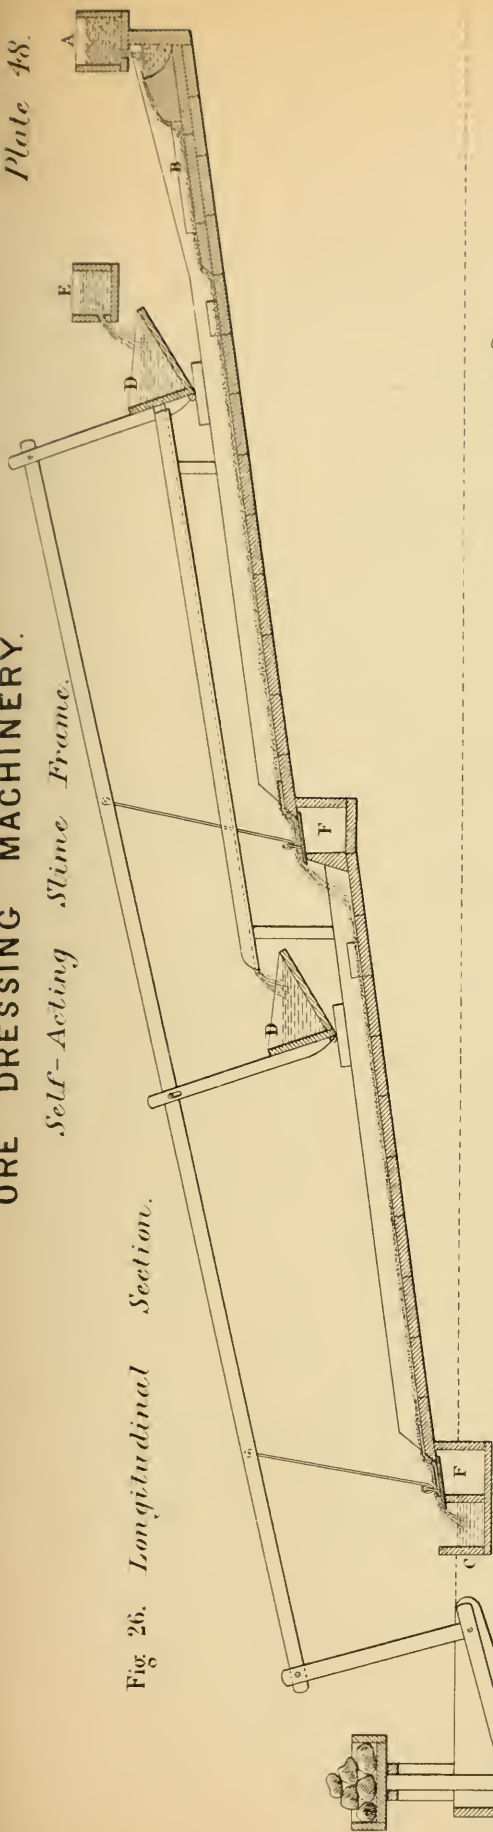 Plate 48.
ORE DRESSING MACHINERY.
Self-Acting Slime Frame.
Fig. 26. Longitudinal Section.
A
B
E
D
D
F
F
C